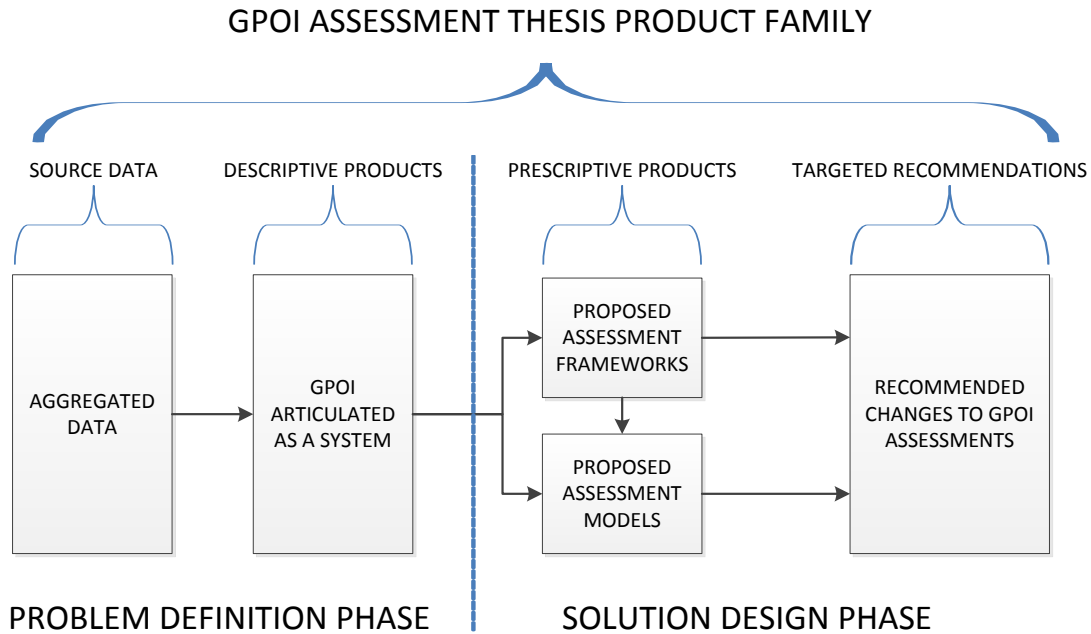 GPOI ASSESSMENT THESIS PRODUCT FAMILY
SOURCE DATA
DESCRIPTIVE PRODUCTS
PRESCRIPTIVE PRODUCTS
TARGETED RECOMMENDATIONS
AGGREGATED
DATA
GPOI
ARTICULATED
AS A SYSTEM
PROPOSED
ASSESSMENT
FRAMEWORKS
PROPOSED
ASSESSMENT
MODELS
RECOMMENDED
CHANGES TO GPOI
ASSESSMENTS
PROBLEM DEFINITION PHASE
SOLUTION DESIGN PHASE